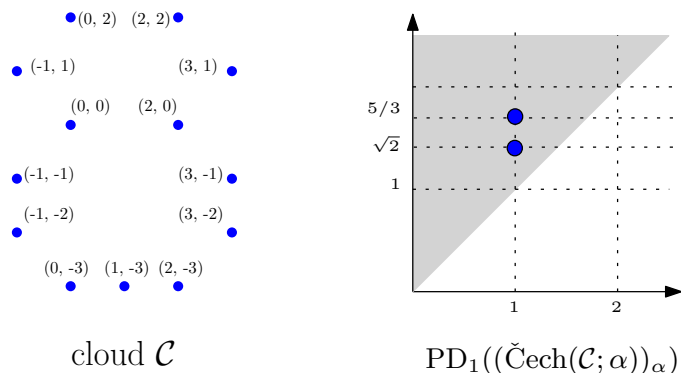 (0, 2) (2, 2)
(-1, 1) (3, 1)
(0, 0) (2, 0)
(-1, -1) (3, -1)
(-1, -2) (3, -2)
(0, -3) (1, -3) (2, -3)
cloud 𝒞
5/3
√2
1
1 2
PD₁((Čech(𝒞; α))α)